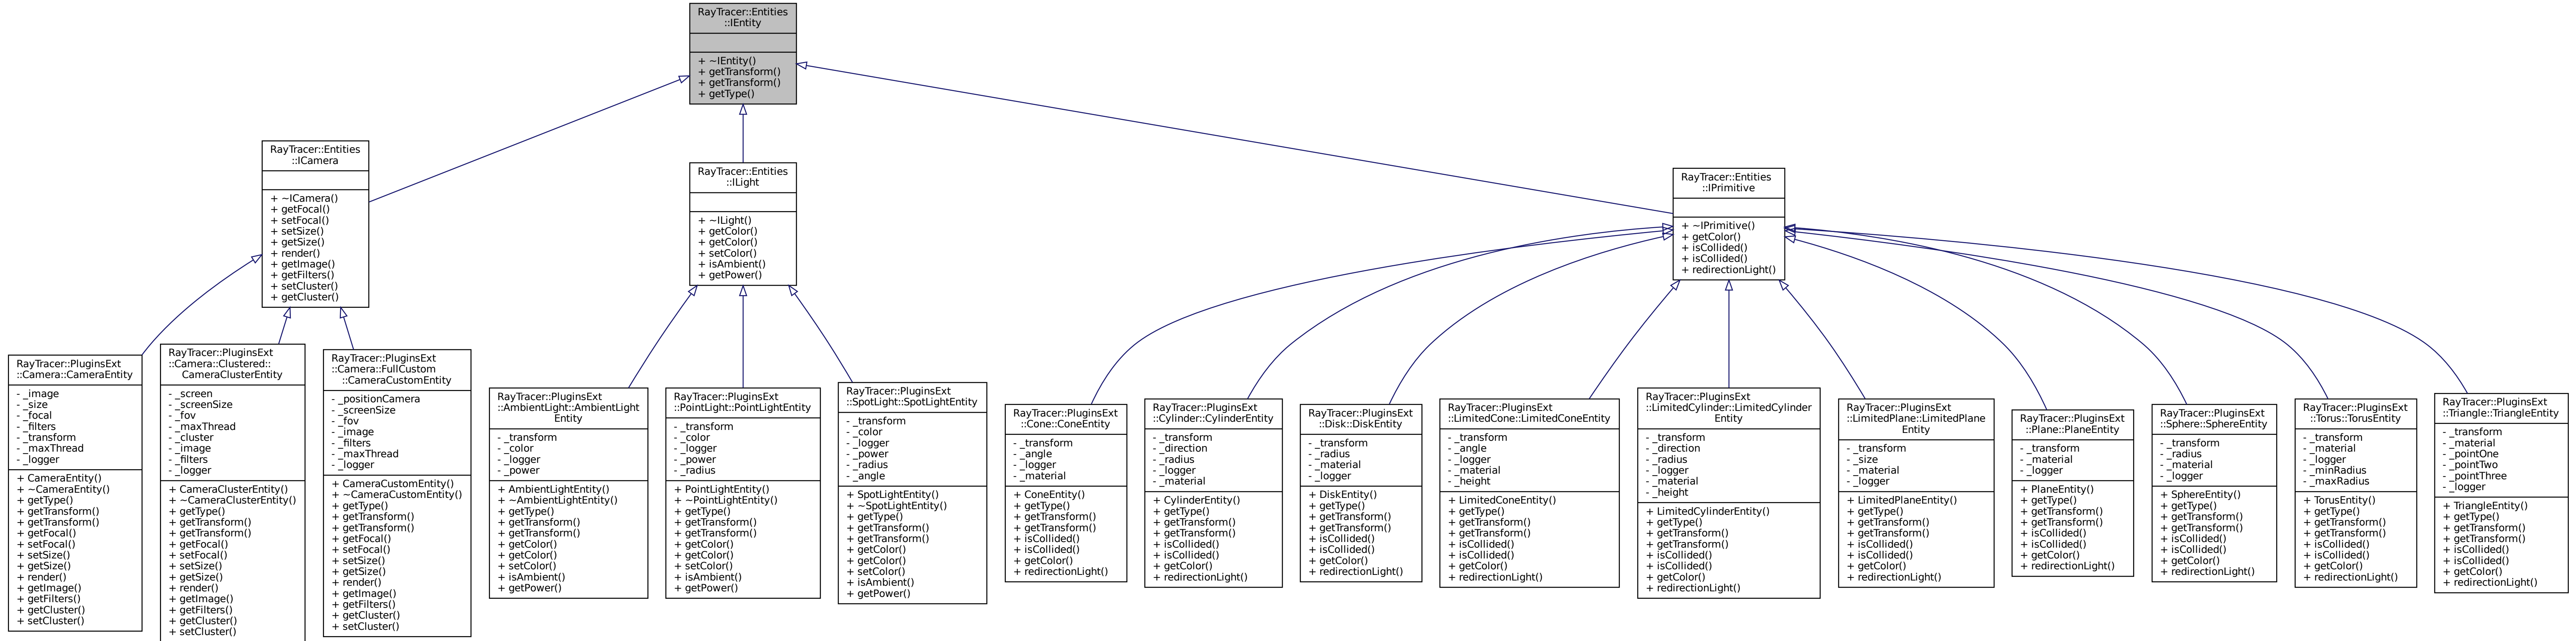 RayTracer::Entities
::IEntity
+ ~IEntity()
+ getTransform()
+ getTransform()
+ getType()
RayTracer::Entities
::ICamera
+ ~ICamera()
+ getFocal()
+ setFocal()
+ setSize()
+ getSize()
+ render()
+ getImage()
+ getFilters()
+ setCluster()
+ getCluster()
RayTracer::Entities
::ILight
+ ~ILight()
+ getColor()
+ getColor()
+ setColor()
+ isAmbient()
+ getPower()
RayTracer::Entities
::IPrimitive
+ ~IPrimitive()
+ getColor()
+ isCollided()
+ isCollided()
+ redirectionLight()
RayTracer::PluginsExt
::Camera::CameraEntity
- _image
- _size
- _focal
- _filters
- _transform
- _maxThread
- _logger
+ CameraEntity()
+ ~CameraEntity()
+ getType()
+ getTransform()
+ getTransform()
+ getFocal()
+ setFocal()
+ setSize()
+ getSize()
+ render()
+ getImage()
+ getFilters()
+ getCluster()
+ setCluster()
RayTracer::PluginsExt
::Camera::Clustered::
CameraClusterEntity
- _screen
- _screenSize
- _fov
- _maxThread
- _cluster
- _image
- _filters
- _logger
+ CameraClusterEntity()
+ ~CameraClusterEntity()
+ getType()
+ getTransform()
+ getTransform()
+ getFocal()
+ setFocal()
+ setSize()
+ getSize()
+ render()
+ getImage()
+ getFilters()
+ getCluster()
+ setCluster()
RayTracer::PluginsExt
::Camera::FullCustom
::CameraCustomEntity
- _positionCamera
- _screenSize
- _fov
- _image
- _filters
- _maxThread
- _logger
+ CameraCustomEntity()
+ ~CameraCustomEntity()
+ getType()
+ getTransform()
+ getTransform()
+ getFocal()
+ setFocal()
+ setSize()
+ getSize()
+ render()
+ getImage()
+ getFilters()
+ getCluster()
+ setCluster()
RayTracer::PluginsExt
::AmbientLight::AmbientLight
Entity
- _transform
- _color
- _logger
- _power
+ AmbientLightEntity()
+ ~AmbientLightEntity()
+ getType()
+ getTransform()
+ getTransform()
+ getColor()
+ getColor()
+ setColor()
+ isAmbient()
+ getPower()
RayTracer::PluginsExt
::PointLight::PointLightEntity
- _transform
- _color
- _logger
- _power
- _radius
+ PointLightEntity()
+ ~PointLightEntity()
+ getType()
+ getTransform()
+ getTransform()
+ getColor()
+ getColor()
+ setColor()
+ isAmbient()
+ getPower()
RayTracer::PluginsExt
::SpotLight::SpotLightEntity
- _transform
- _color
- _logger
- _power
- _radius
- _angle
+ SpotLightEntity()
+ ~SpotLightEntity()
+ getType()
+ getTransform()
+ getTransform()
+ getColor()
+ getColor()
+ setColor()
+ isAmbient()
+ getPower()
RayTracer::PluginsExt
::Cone::ConeEntity
- _transform
- _angle
- _logger
- _material
+ ConeEntity()
+ getType()
+ getTransform()
+ getTransform()
+ isCollided()
+ isCollided()
+ getColor()
+ redirectionLight()
RayTracer::PluginsExt
::Cylinder::CylinderEntity
- _transform
- _direction
- _radius
- _logger
- _material
+ CylinderEntity()
+ getType()
+ getTransform()
+ getTransform()
+ isCollided()
+ isCollided()
+ getColor()
+ redirectionLight()
RayTracer::PluginsExt
::Disk::DiskEntity
- _transform
- _radius
- _material
- _logger
+ DiskEntity()
+ getType()
+ getTransform()
+ getTransform()
+ isCollided()
+ isCollided()
+ getColor()
+ redirectionLight()
RayTracer::PluginsExt
::LimitedCone::LimitedConeEntity
- _transform
- _angle
- _logger
- _material
- _height
+ LimitedConeEntity()
+ getType()
+ getTransform()
+ getTransform()
+ isCollided()
+ isCollided()
+ getColor()
+ redirectionLight()
RayTracer::PluginsExt
::LimitedCylinder::LimitedCylinder
Entity
- _transform
- _direction
- _radius
- _logger
- _material
- _height
+ LimitedCylinderEntity()
+ getType()
+ getTransform()
+ getTransform()
+ isCollided()
+ isCollided()
+ getColor()
+ redirectionLight()
RayTracer::PluginsExt
::LimitedPlane::LimitedPlane
Entity
- _transform
- _size
- _material
- _logger
+ LimitedPlaneEntity()
+ getType()
+ getTransform()
+ getTransform()
+ isCollided()
+ isCollided()
+ getColor()
+ redirectionLight()
RayTracer::PluginsExt
::Plane::PlaneEntity
- _transform
- _material
- _logger
+ PlaneEntity()
+ getType()
+ getTransform()
+ getTransform()
+ isCollided()
+ isCollided()
+ getColor()
+ redirectionLight()
RayTracer::PluginsExt
::Sphere::SphereEntity
- _transform
- _radius
- _material
- _logger
+ SphereEntity()
+ getType()
+ getTransform()
+ getTransform()
+ isCollided()
+ isCollided()
+ getColor()
+ redirectionLight()
RayTracer::PluginsExt
::Torus::TorusEntity
- _transform
- _material
- _logger
- _minRadius
- _maxRadius
+ TorusEntity()
+ getType()
+ getTransform()
+ getTransform()
+ isCollided()
+ isCollided()
+ getColor()
+ redirectionLight()
RayTracer::PluginsExt
::Triangle::TriangleEntity
- _transform
- _material
- _pointOne
- _pointTwo
- _pointThree
- _logger
+ TriangleEntity()
+ getType()
+ getTransform()
+ getTransform()
+ isCollided()
+ isCollided()
+ getColor()
+ redirectionLight()